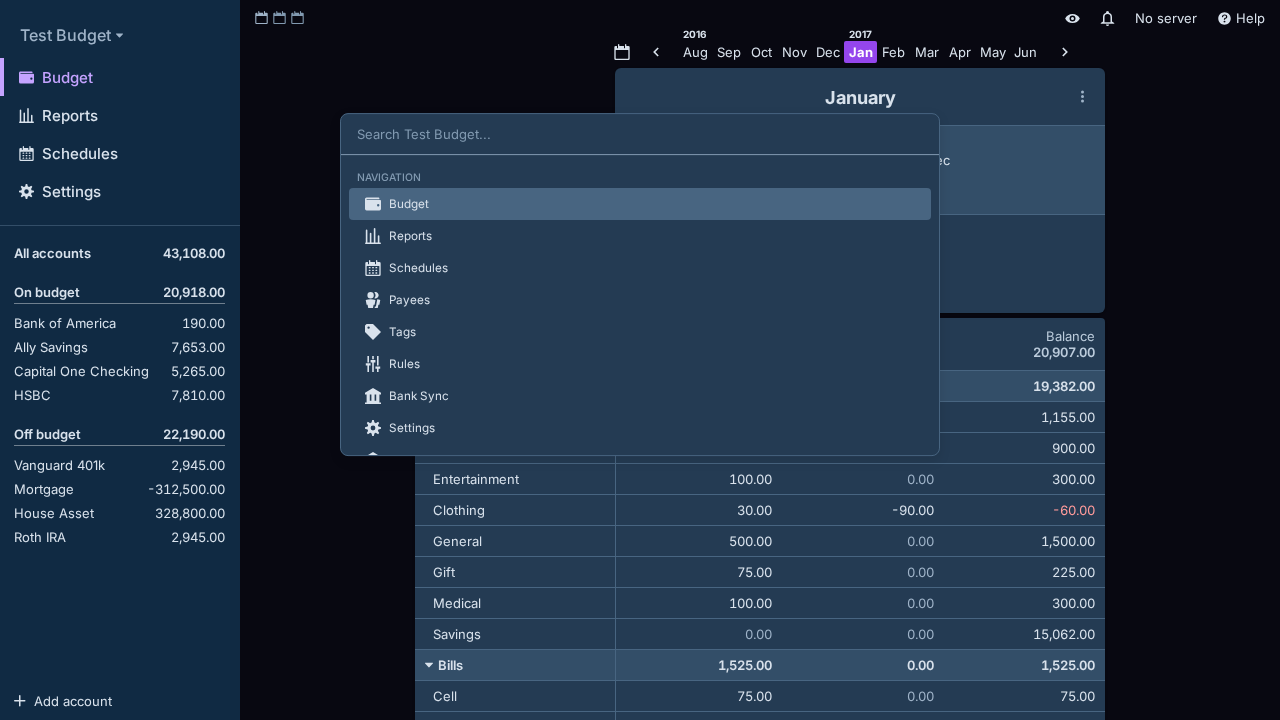 Test Budget
Budget
Reports
Schedules
Settings
All accounts 43,108.00
On budget 20,918.00
Bank of America 190.00
Ally Savings 7,653.00
Capital One Checking 5,265.00
HSBC 7,810.00
Off budget 22,190.00
Vanguard 401k 2,945.00
Mortgage -312,500.00
House Asset 328,800.00
Roth IRA 2,945.00
Add account
No server Help
2016 2017
Aug Sep Oct Nov Dec Jan Feb Mar Apr May Jun
January
Search Test Budget...
NAVIGATION
Budget
Reports
Schedules
Payees
Tags
Rules
Bank Sync
Settings
Balance
20,907.00
19,382.00
1,155.00
900.00
Entertainment 100.00 0.00 300.00
Clothing 30.00 -90.00 -60.00
General 500.00 0.00 1,500.00
Gift 75.00 0.00 225.00
Medical 100.00 0.00 300.00
Savings 0.00 0.00 15,062.00
Bills 1,525.00 0.00 1,525.00
Cell 75.00 0.00 75.00